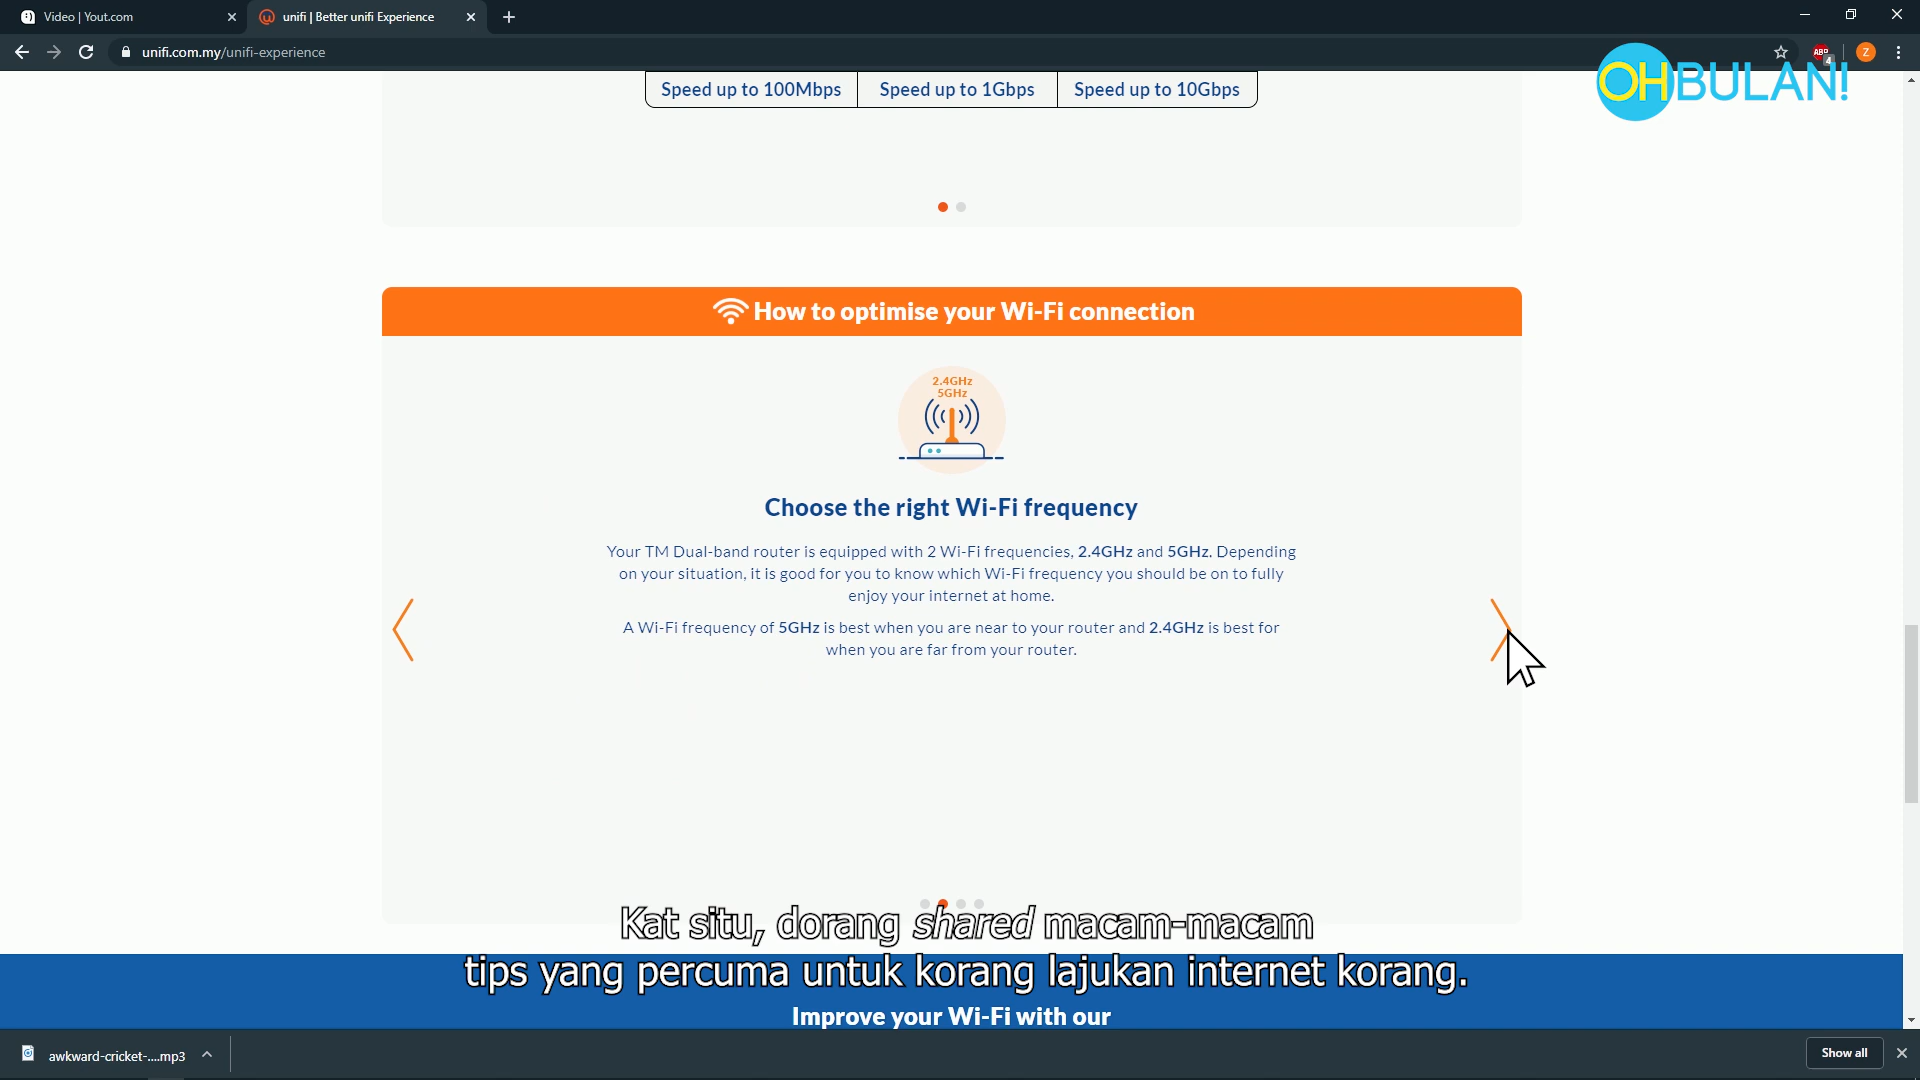 Video | Yout.com
unifi | Better unifi Experience
unifi.com.my/unifi-experience
ABP
4
Z
OHBULAN!
Speed up to 100Mbps
Speed up to 1Gbps
Speed up to 10Gbps
How to optimise your Wi-Fi connection
2.4GHz
5GHz
Choose the right Wi-Fi frequency
Your TM Dual-band router is equipped with 2 Wi-Fi frequencies, 2.4GHz and 5GHz. Depending
on your situation, it is good for you to know which Wi-Fi frequency you should be on to fully
enjoy your internet at home.
A Wi-Fi frequency of 5GHz is best when you are near to your router and 2.4GHz is best for
when you are far from your router.
Kat situ, dorang shared macam-macam
tips yang percuma untuk korang lajukan internet korang.
Improve your Wi-Fi with our
awkward-cricket-....mp3
Show all